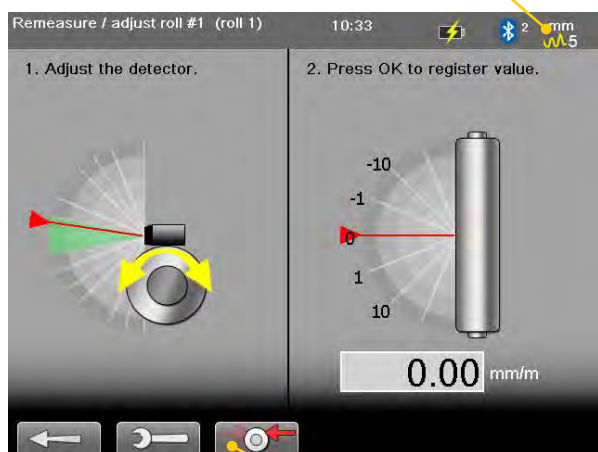 Remeasure / adjust roll #1 (roll 1) 10:33 2 mm
5
1. Adjust the detector.
2. Press OK to register value.
-10
-1
0
1
10
0.00 mm/m